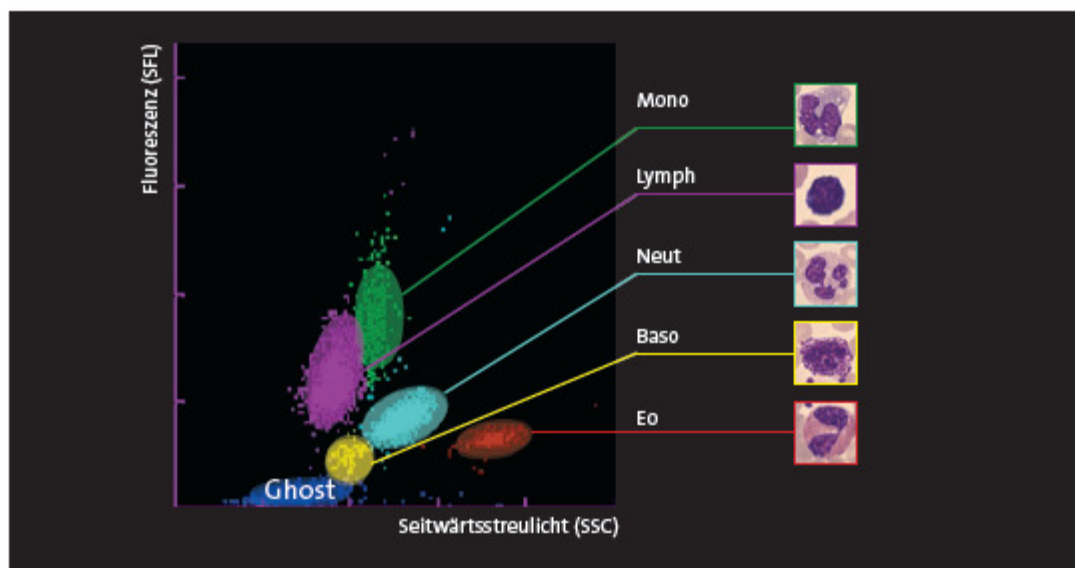 Fluoreszenz (SFL)
Mono
Lymph
Neut
Baso
Eo
Ghost
Seitwärtsstreulicht (SSC)